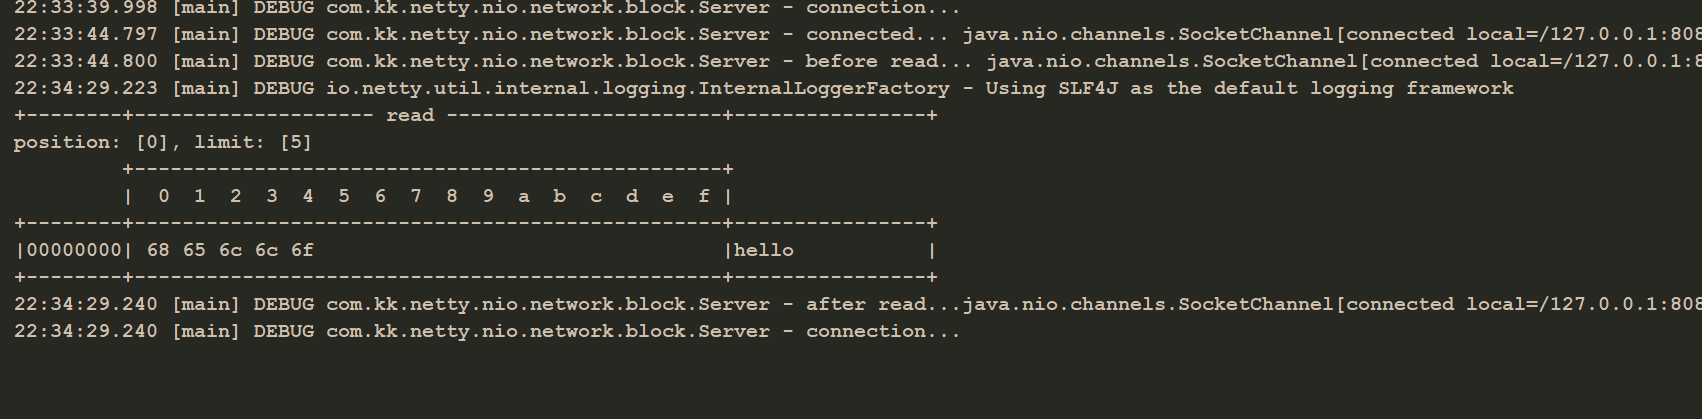 22:33:39.998 [main] DEBUG com.kk.netty.nio.network.block.Server - connection...
22:33:44.797 [main] DEBUG com.kk.netty.nio.network.block.Server - connected... java.nio.channels.SocketChannel[connected local=/127.0.0.1:808
22:33:44.800 [main] DEBUG com.kk.netty.nio.network.block.Server - before read... java.nio.channels.SocketChannel[connected local=/127.0.0.1:8
22:34:29.223 [main] DEBUG io.netty.util.internal.logging.InternalLoggerFactory - Using SLF4J as the default logging framework
+--------+-------------------- read -----------------------+----------------+
position: [0], limit: [5]
         +-------------------------------------------------+
         |  0  1  2  3  4  5  6  7  8  9  a  b  c  d  e  f |
+--------+-------------------------------------------------+----------------+
|00000000| 68 65 6c 6c 6f                                  |hello           |
+--------+-------------------------------------------------+----------------+
22:34:29.240 [main] DEBUG com.kk.netty.nio.network.block.Server - after read...java.nio.channels.SocketChannel[connected local=/127.0.0.1:808
22:34:29.240 [main] DEBUG com.kk.netty.nio.network.block.Server - connection...